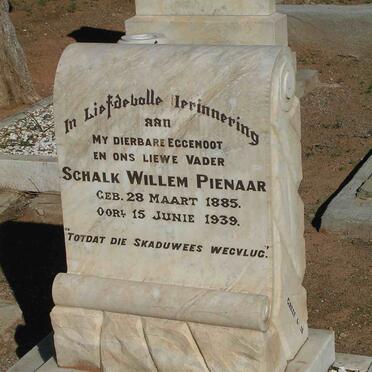 In Liefdevolle Herinnering
aan
MY DIERBARE EGGENOOT
EN ONS LIEWE VADER
SCHALK WILLEM PIENAAR
GEB. 28 MAART 1885.
OORL 15 JUNIE 1939.
"TOTDAT DIE SKADUWEES WEGVLUG."